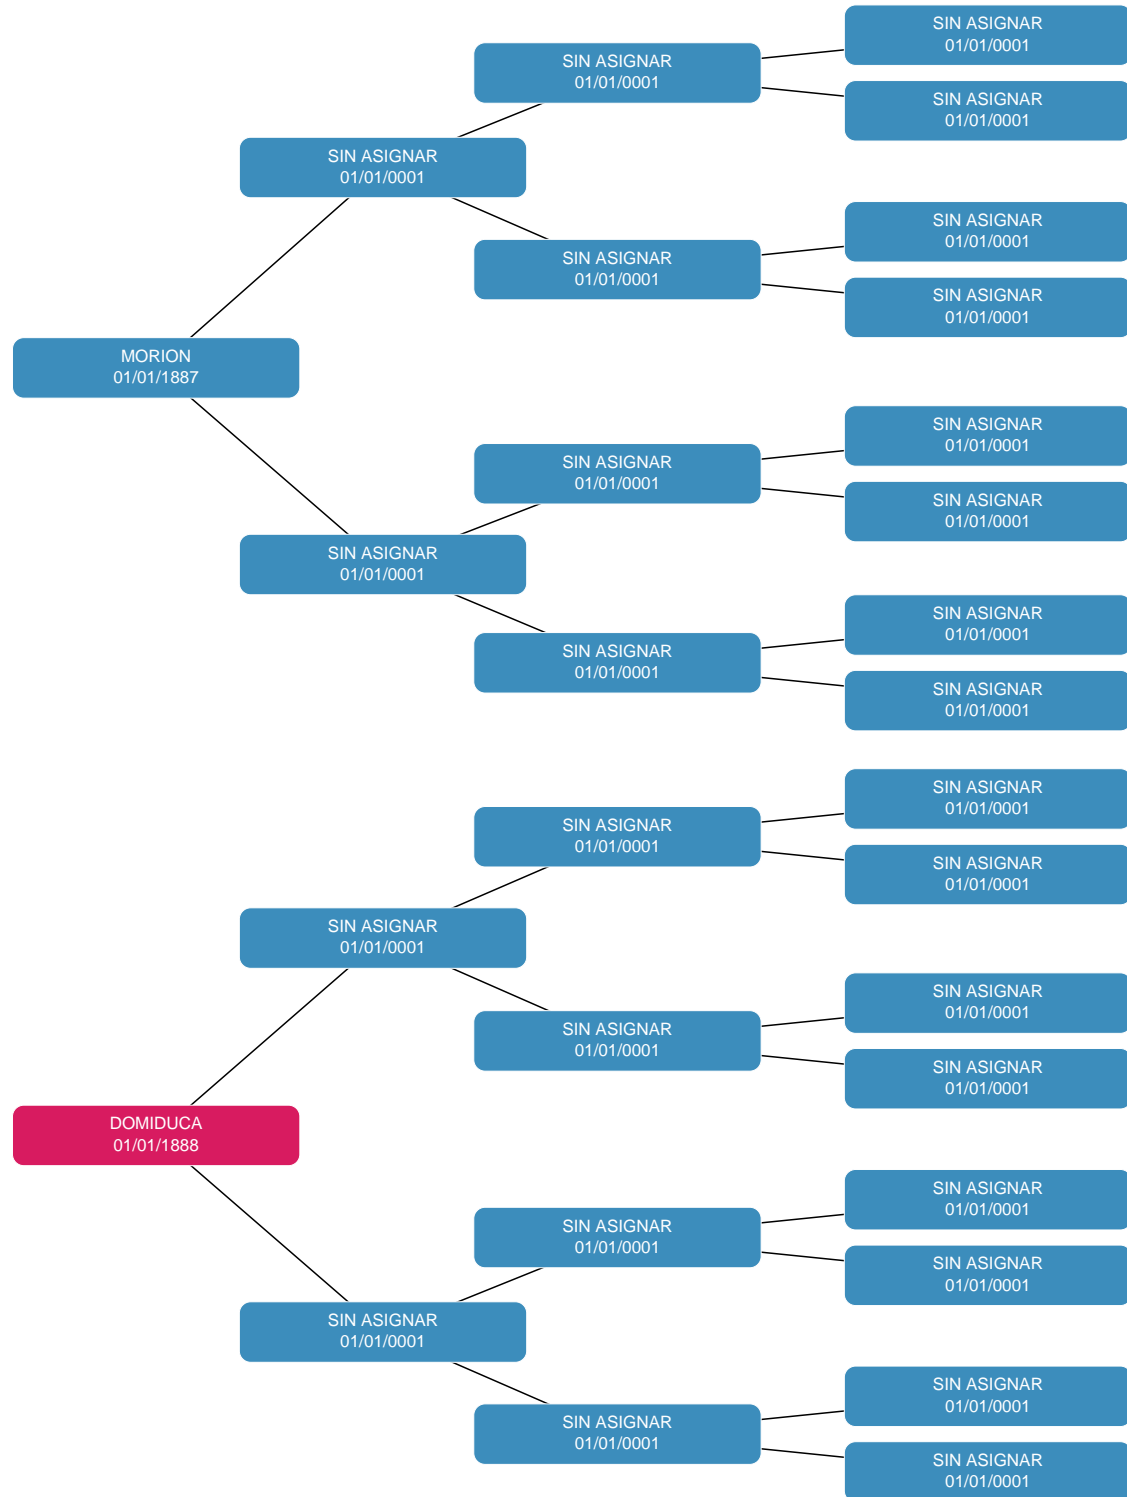 SIN ASIGNAR
01/01/0001
SIN ASIGNAR
01/01/0001
SIN ASIGNAR
01/01/0001
SIN ASIGNAR
01/01/0001
SIN ASIGNAR
01/01/0001
SIN ASIGNAR
01/01/0001
SIN ASIGNAR
01/01/0001
MORION
01/01/1887
SIN ASIGNAR
01/01/0001
SIN ASIGNAR
01/01/0001
SIN ASIGNAR
01/01/0001
SIN ASIGNAR
01/01/0001
SIN ASIGNAR
01/01/0001
SIN ASIGNAR
01/01/0001
SIN ASIGNAR
01/01/0001
SIN ASIGNAR
01/01/0001
SIN ASIGNAR
01/01/0001
SIN ASIGNAR
01/01/0001
SIN ASIGNAR
01/01/0001
SIN ASIGNAR
01/01/0001
SIN ASIGNAR
01/01/0001
SIN ASIGNAR
01/01/0001
DOMIDUCA
01/01/1888
SIN ASIGNAR
01/01/0001
SIN ASIGNAR
01/01/0001
SIN ASIGNAR
01/01/0001
SIN ASIGNAR
01/01/0001
SIN ASIGNAR
01/01/0001
SIN ASIGNAR
01/01/0001
SIN ASIGNAR
01/01/0001